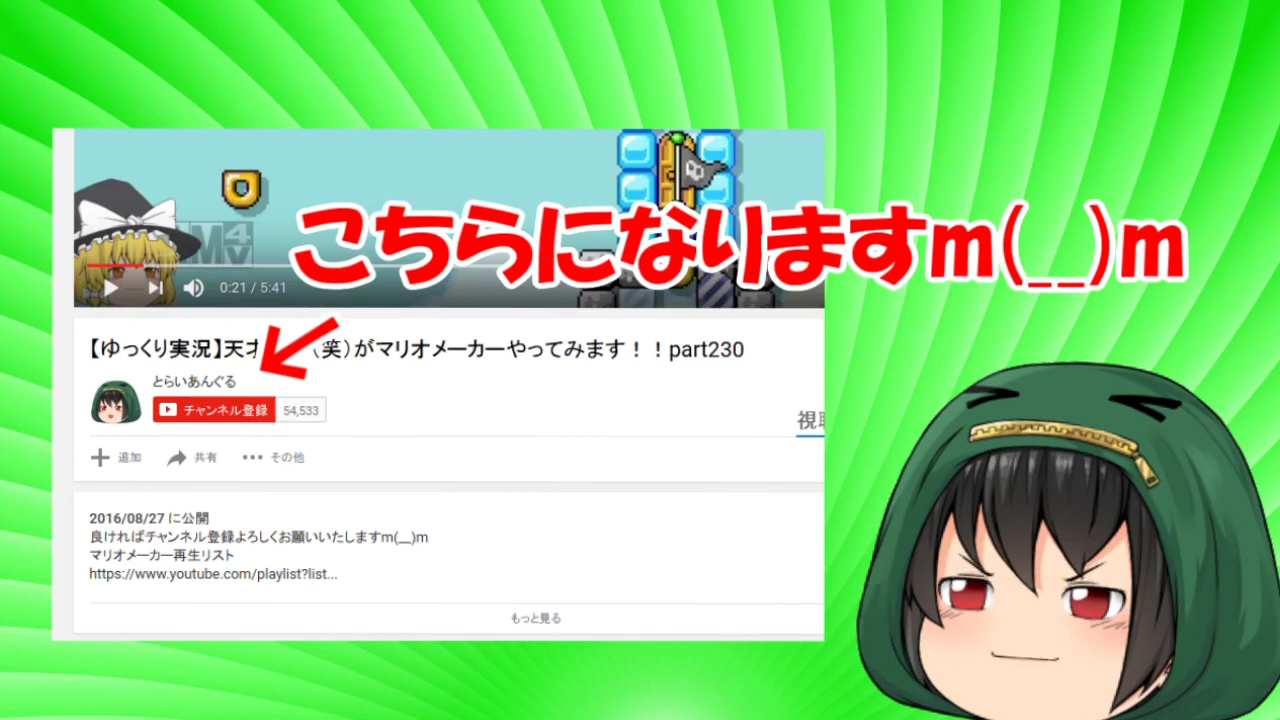 こちらになりますm(__)m
0:21 / 5:41
【ゆっくり実況】天才（笑）がマリオメーカーやってみます！！part230
とらいあんぐる
チャンネル登録 54,533
視聴
追加 共有 その他
2016/08/27 に公開
良ければチャンネル登録よろしくお願いいたしますm(__)m
マリオメーカー再生リスト
https://www.youtube.com/playlist?list...
もっと見る